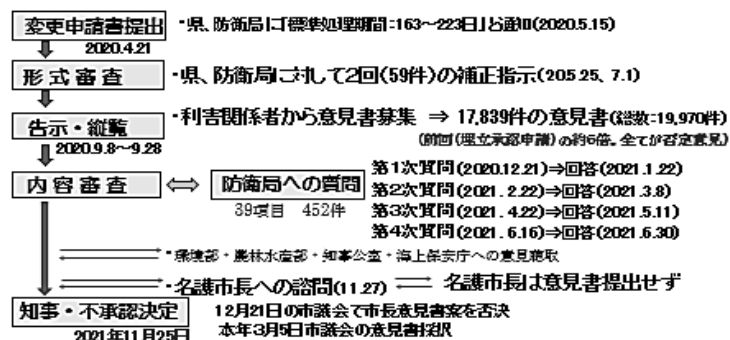 変更申請書提出 ・県、防衛局に「標準処理期間:163~223日」と通知(2020.5.15)
2020.4.21
形式審査 ・県、防衛局に対して2回(59件)の補正指示(205.25、7.1)
告示・縦覧 ・利害関係者から意見書募集 ⇒ 17,839件の意見書(総数:19,970件)
2020.9.8~9.28 (前回(埋立承認申請)の約6倍。全てが否定意見)
内容審査 ⇔ 防衛局への質問
39項目 452件
第1次質問(2020.12.21)⇒回答(2021.1.22)
第2次質問(2021.2.22)⇒回答(2021.3.8)
第3次質問(2021.4.22)⇒回答(2021.5.11)
第4次質問(2021.6.16)⇒回答(2021.6.30)
・環境部・農林水産部・知事公室・海上保安庁への意見聴取
・名護市長への諮問(11.27) 名護市長は意見書提出せず
知事・不承認決定 12月21日の市議会で市長意見書案を否決
2021年11月25日 本年3月5日市議会の意見書採択